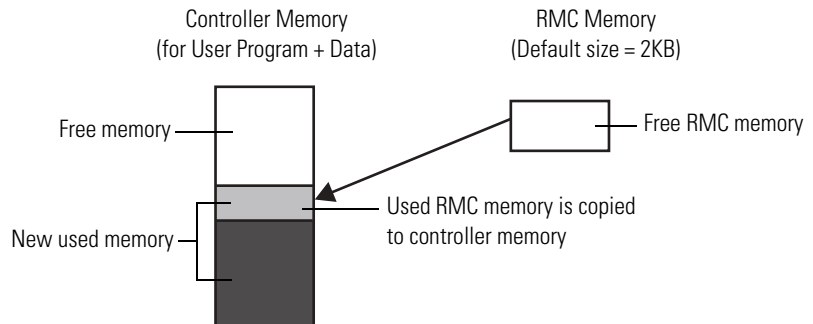 Controller Memory
(for User Program + Data)
RMC Memory
(Default size = 2KB)
Free memory
Free RMC memory
Used RMC memory is copied
to controller memory
New used memory